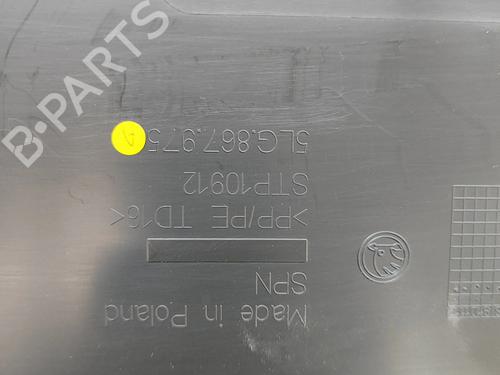 B-PARTS
5LG.867.975 A
STP10912
>PP/PE TD16<
SPN
Made in Poland